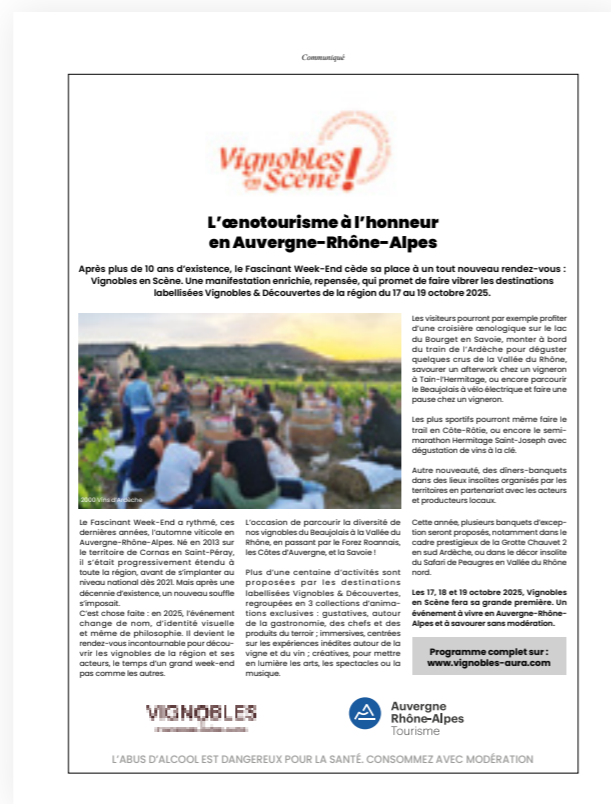 Communiqué
Vignobles
en Scène !
L'œnotourisme à l'honneur
en Auvergne-Rhône-Alpes
Après plus de 10 ans d'existence, le Fascinant Week-End cède sa place à un tout nouveau rendez-vous :
Vignobles en Scène. Une manifestation enrichie, repensée, qui promet de faire vibrer les destinations
labellisées Vignobles & Découvertes de la région du 17 au 19 octobre 2025.
2000 Vins d'Ardèche
Le Fascinant Week-End a rythmé, ces
dernières années, l'automne viticole en
Auvergne-Rhône-Alpes. Né en 2013 sur
le territoire de Cornas en Saint-Péray,
il s'était progressivement étendu à
toute la région, avant de s'implanter au
niveau national dès 2021. Mais après une
décennie d'existence, un nouveau souffle
s'imposait.
C'est chose faite : en 2025, l'événement
change de nom, d'identité visuelle
et même de philosophie. Il devient le
rendez-vous incontournable pour décou-
vrir les vignobles de la région et ses
acteurs, le temps d'un grand week-end
pas comme les autres.
L'occasion de parcourir la diversité de
nos vignobles du Beaujolais à la Vallée du
Rhône, en passant par le Forez Roannais,
les Côtes d'Auvergne, et la Savoie !
Plus d'une centaine d'activités sont
proposées par les destinations
labellisées Vignobles & Découvertes,
regroupées en 3 collections d'anima-
tions exclusives : gustatives, autour
de la gastronomie, des chefs et des
produits du terroir ; immersives, centrées
sur les expériences inédites autour de la
vigne et du vin ; créatives, pour mettre
en lumière les arts, les spectacles ou la
musique.
Les visiteurs pourront par exemple profiter
d'une croisière œnologique sur le lac
du Bourget en Savoie, monter à bord
du train de l'Ardèche pour déguster
quelques crus de la Vallée du Rhône,
savourer un afterwork chez un vigneron
à Tain-l'Hermitage, ou encore parcourir
le Beaujolais à vélo électrique et faire une
pause chez un vigneron.
Les plus sportifs pourront même faire le
trail en Côte-Rôtie, ou encore le semi-
marathon Hermitage Saint-Joseph avec
dégustation de vins à la clé.
Autre nouveauté, des dîners-banquets
dans des lieux insolites organisés par les
territoires en partenariat avec les acteurs
et producteurs locaux.
Cette année, plusieurs banquets d'excep-
tion seront proposés, notamment dans le
cadre prestigieux de la Grotte Chauvet 2
en sud Ardèche, ou dans le décor insolite
du Safari de Peaugres en Vallée du Rhône
nord.
Les 17, 18 et 19 octobre 2025, Vignobles
en Scène fera sa grande première. Un
événement à vivre en Auvergne-Rhône-
Alpes et à savourer sans modération.
Programme complet sur :
www.vignobles-aura.com
VIGNOBLES
Auvergne
Rhône-Alpes
Tourisme
L'ABUS D'ALCOOL EST DANGEREUX POUR LA SANTÉ. CONSOMMEZ AVEC MODÉRATION